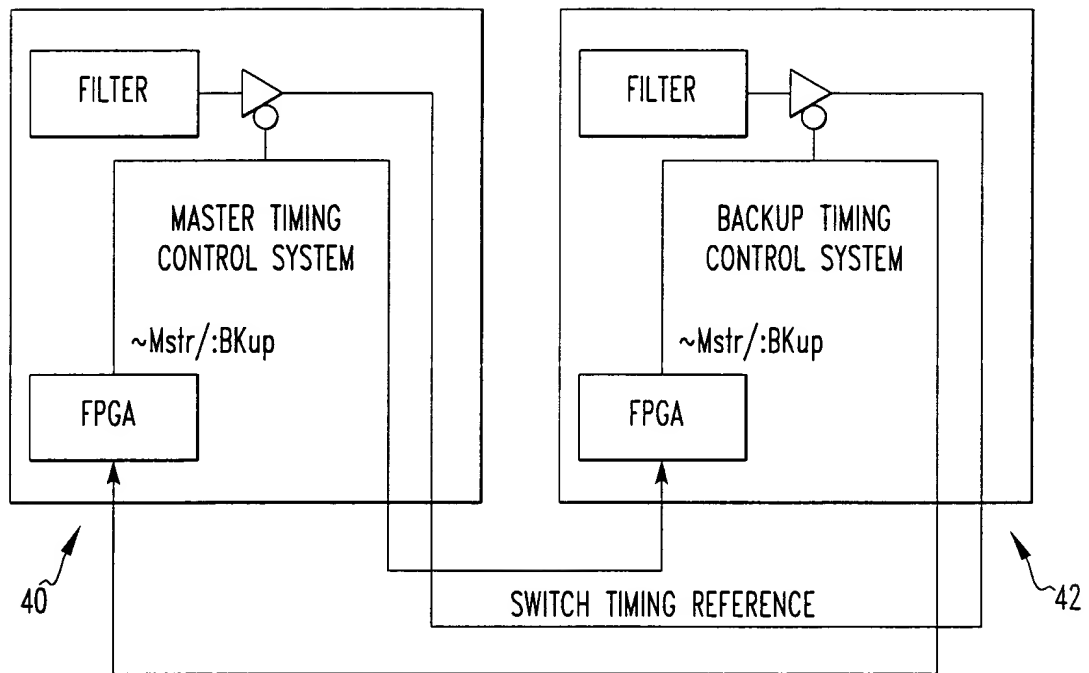 FILTER
MASTER TIMING
CONTROL SYSTEM
~Mstr/:BKup
FPGA
40
FILTER
BACKUP TIMING
CONTROL SYSTEM
~Mstr/:BKup
FPGA
42
SWITCH TIMING REFERENCE